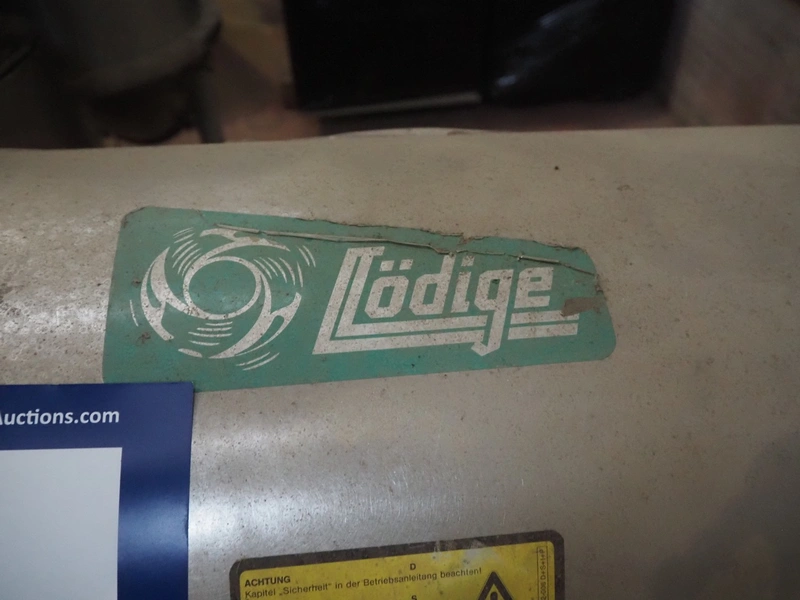 Lödige
Auctions.com
D
ACHTUNG
Kapitel „Sicherheit“ in der Betriebsanleitung beachten!
S